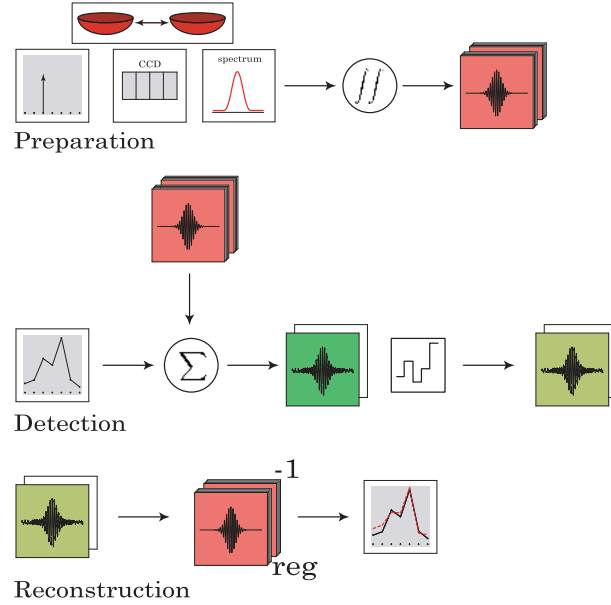 CCD
spectrum
∫∫
Preparation
Σ
Detection
-1
reg
Reconstruction